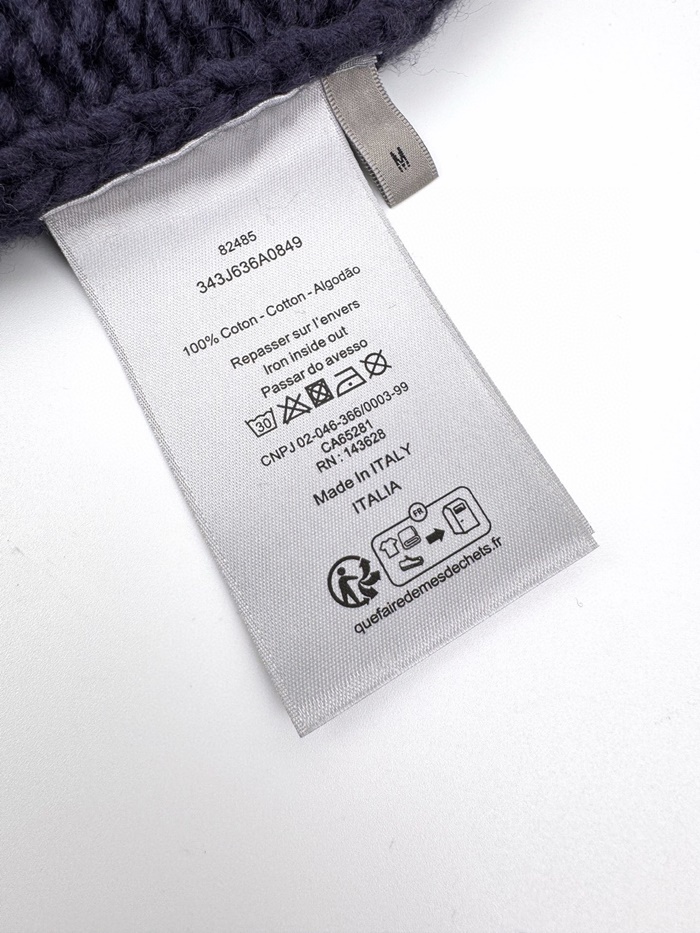 M
82485
343J636A0849
100% Coton - Cotton - Algodão
Repasser sur l'envers
Iron inside out
Passar do avesso
30
CNPJ 02-046-366/0003-99
CA65281
RN : 143628
Made In ITALY
ITALIA
FR
quefairedemesdechets.fr